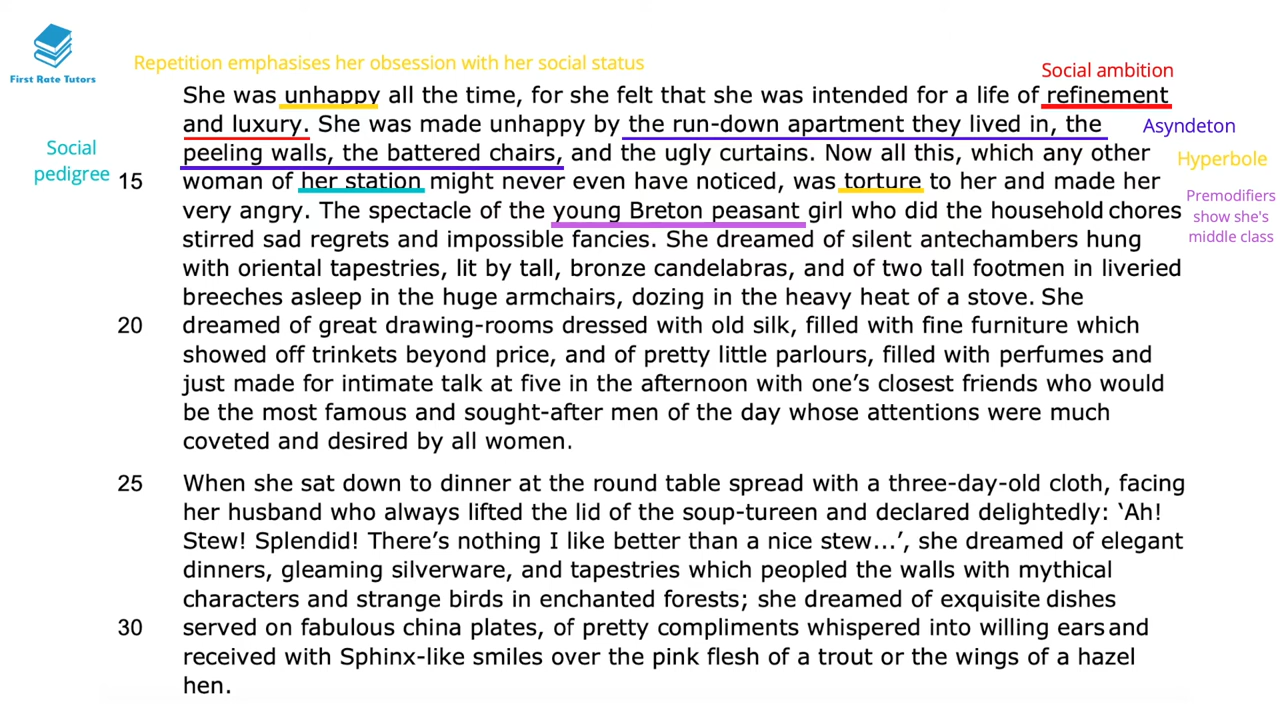 First Rate Tutors
Repetition emphasises her obsession with her social status
Social ambition
She was unhappy all the time, for she felt that she was intended for a life of refinement
and luxury. She was made unhappy by the run-down apartment they lived in, the
Asyndeton
Social
pedigree
peeling walls, the battered chairs, and the ugly curtains. Now all this, which any other
Hyperbole
15 woman of her station might never even have noticed, was torture to her and made her
Premodifiers
show she's
middle class
very angry. The spectacle of the young Breton peasant girl who did the household chores
stirred sad regrets and impossible fancies. She dreamed of silent antechambers hung
with oriental tapestries, lit by tall, bronze candelabras, and of two tall footmen in liveried
breeches asleep in the huge armchairs, dozing in the heavy heat of a stove. She
20 dreamed of great drawing-rooms dressed with old silk, filled with fine furniture which
showed off trinkets beyond price, and of pretty little parlours, filled with perfumes and
just made for intimate talk at five in the afternoon with one’s closest friends who would
be the most famous and sought-after men of the day whose attentions were much
coveted and desired by all women.
25 When she sat down to dinner at the round table spread with a three-day-old cloth, facing
her husband who always lifted the lid of the soup-tureen and declared delightedly: ‘Ah!
Stew! Splendid! There’s nothing I like better than a nice stew...’, she dreamed of elegant
dinners, gleaming silverware, and tapestries which peopled the walls with mythical
characters and strange birds in enchanted forests; she dreamed of exquisite dishes
30 served on fabulous china plates, of pretty compliments whispered into willing ears and
received with Sphinx-like smiles over the pink flesh of a trout or the wings of a hazel
hen.